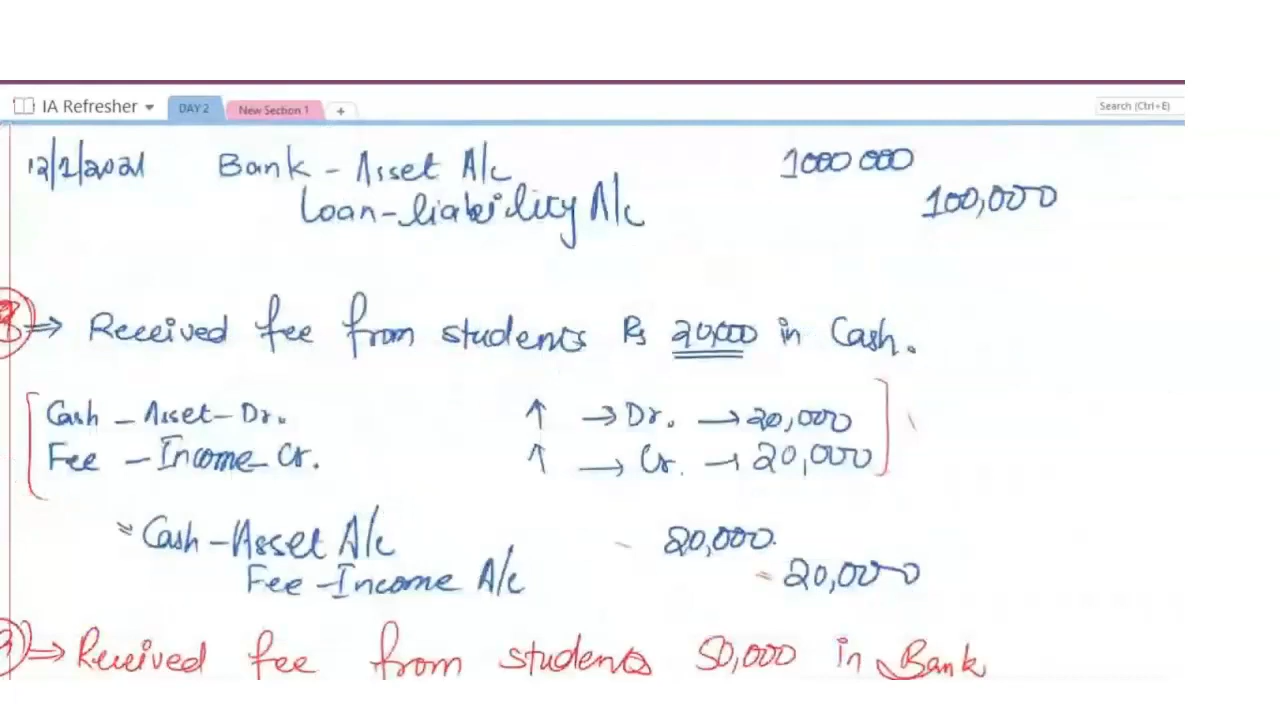 IA Refresher DAY 2 New Section 1 + Search (Ctrl+E)
12/1/2021 Bank - Asset A/c 1000 000
Loan-liability A/c 100,000
⇒ Received fee from students Rs 20,000 in Cash.
Cash - Asset - Dr. ↑ → Dr. → 20,000
Fee - Income - Cr. ↑ → Cr. → 20,000
Cash - Asset A/c 20,000.
Fee - Income A/c 20,000
⇒ Received fee from students 50,000 in Bank